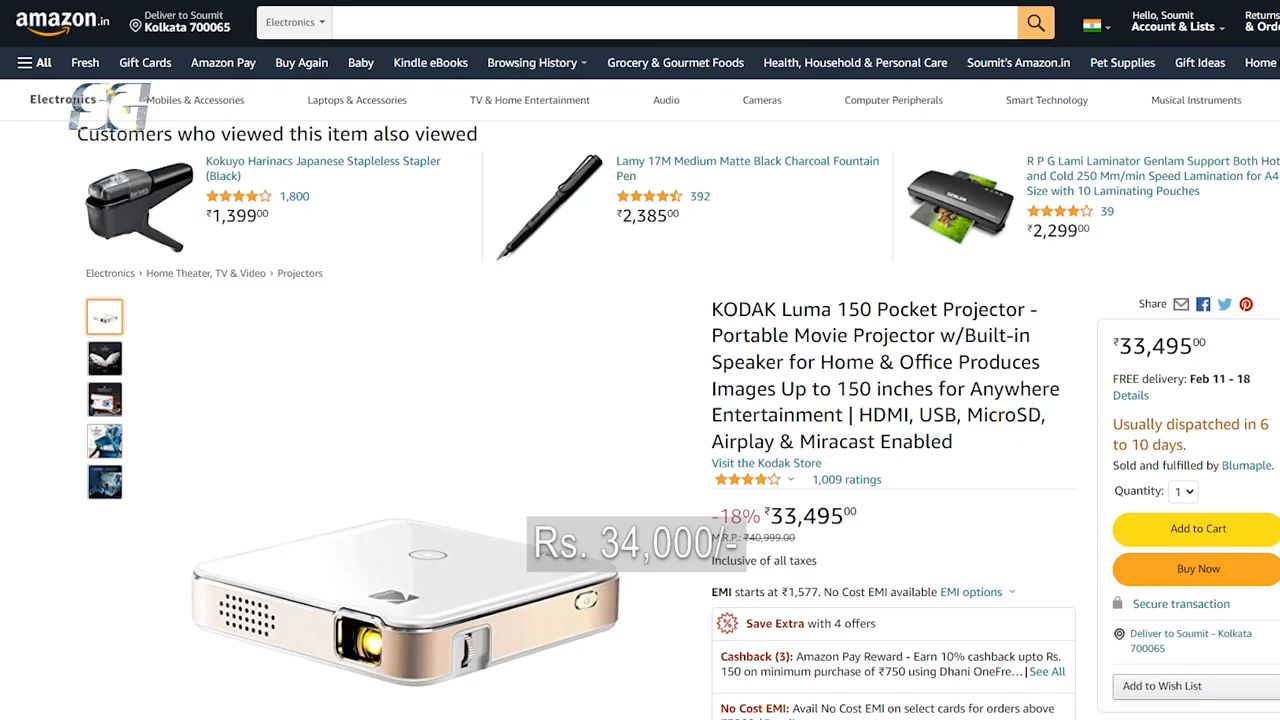 amazon.in
Deliver to Soumit
Kolkata 700065
Electronics
Hello, Soumit
Account & Lists
Returns
& Orde
All
Fresh
Gift Cards
Amazon Pay
Buy Again
Baby
Kindle eBooks
Browsing History
Grocery & Gourmet Foods
Health, Household & Personal Care
Soumit's Amazon.in
Pet Supplies
Gift Ideas
Home
Electronics
Mobiles & Accessories
Laptops & Accessories
TV & Home Entertainment
Audio
Cameras
Computer Peripherals
Smart Technology
Musical Instruments
Customers who viewed this item also viewed
Kokuyo Harinacs Japanese Stapleless Stapler
(Black)
1,800
₹1,39900
Lamy 17M Medium Matte Black Charcoal Fountain
Pen
392
₹2,38500
R P G Lami Laminator Genlam Support Both Hot
and Cold 250 Mm/min Speed Lamination for A4
Size with 10 Laminating Pouches
39
₹2,29900
Electronics › Home Theater, TV & Video › Projectors
KODAK Luma 150 Pocket Projector -
Portable Movie Projector w/Built-in
Speaker for Home & Office Produces
Images Up to 150 inches for Anywhere
Entertainment | HDMI, USB, MicroSD,
Airplay & Miracast Enabled
Visit the Kodak Store
1,009 ratings
-18% ₹33,49500
M.R.P.: ₹40,999.00
Inclusive of all taxes
Rs. 34,000/-
EMI starts at ₹1,577. No Cost EMI available EMI options
Save Extra with 4 offers
Cashback (3): Amazon Pay Reward - Earn 10% cashback upto Rs.
150 on minimum purchase of ₹750 using Dhani OneFre... | See All
No Cost EMI: Avail No Cost EMI on select cards for orders above
Share
₹33,49500
FREE delivery: Feb 11 - 18
Details
Usually dispatched in 6
to 10 days.
Sold and fulfilled by Blumaple.
Quantity: 1
Add to Cart
Buy Now
Secure transaction
Deliver to Soumit - Kolkata
700065
Add to Wish List